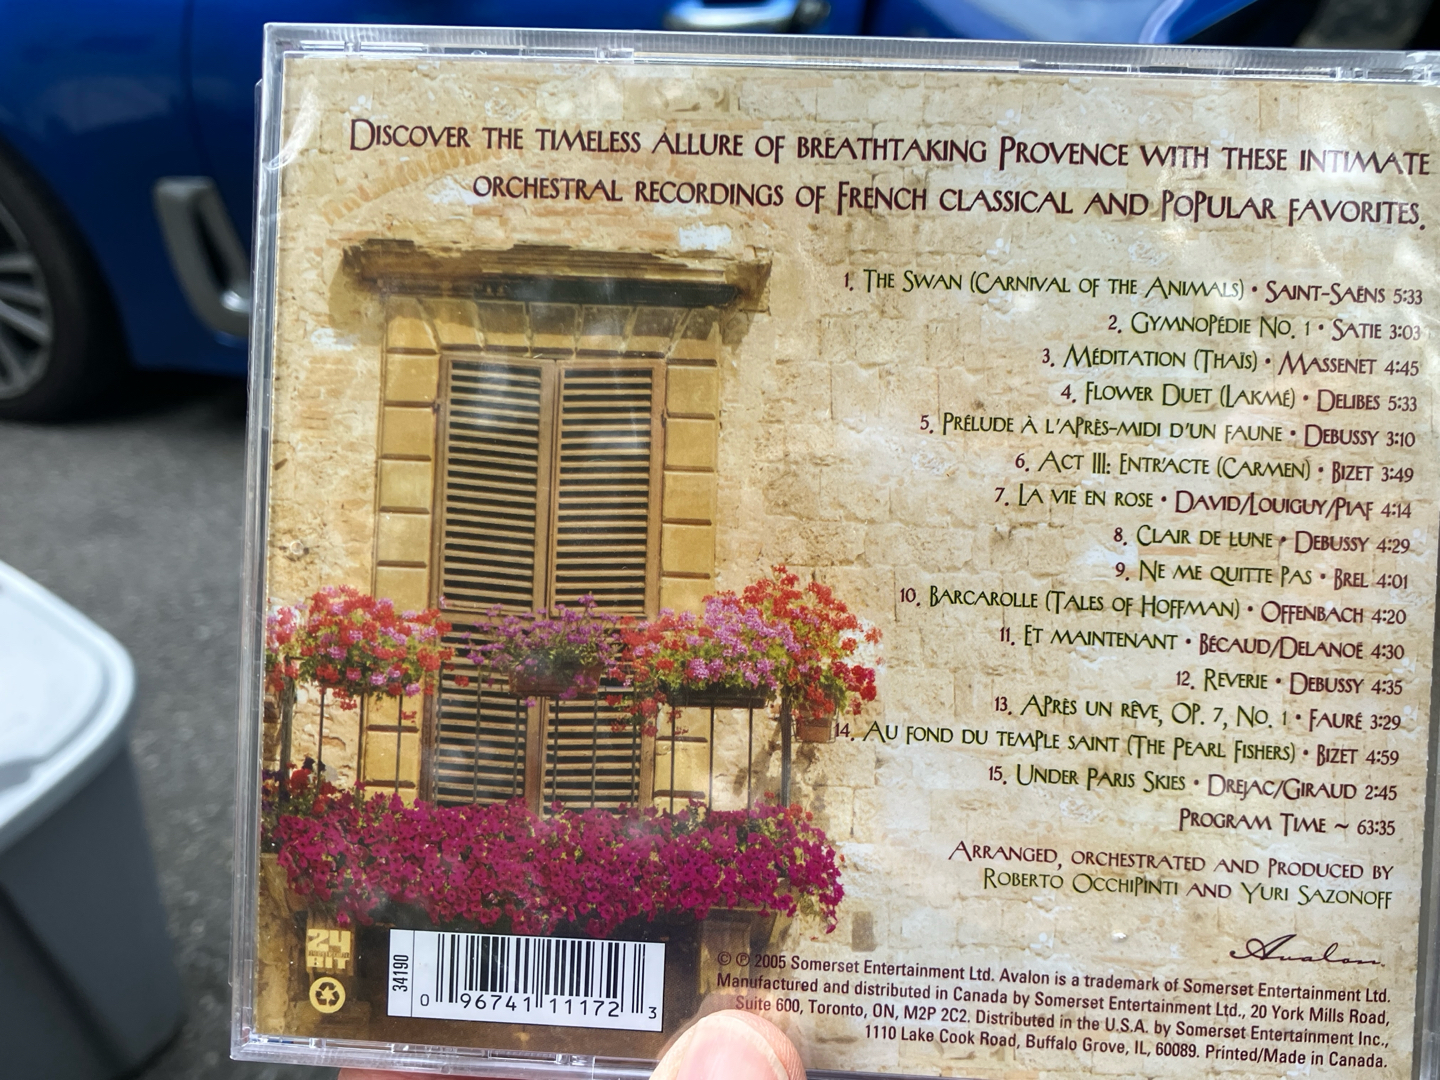 DISCOVER THE TIMELESS ALLURE OF BREATHTAKING PROVENCE WITH THESE INTIMATE
ORCHESTRAL RECORDINGS OF FRENCH CLASSICAL AND POPULAR FAVORITES.
1. THE SWAN (CARNIVAL OF THE ANIMALS) • SAINT-SAËNS 5:33
2. GYMNOPÉDIE NO. 1 • SATIE 3:03
3. MÉDITATION (THAÏS) • MASSENET 4:45
4. FLOWER DUET (LAKMÉ) • DELIBES 5:33
5. PRÉLUDE À L'APRÈS-MIDI D'UN FAUNE • DEBUSSY 3:10
6. ACT III: ENTR'ACTE (CARMEN) • BIZET 3:49
7. LA VIE EN ROSE • DAVID/LOUIGUY/PIAF 4:14
8. CLAIR DE LUNE • DEBUSSY 4:29
9. NE ME QUITTE PAS • BREL 4:01
10. BARCAROLLE (TALES OF HOFFMAN) • OFFENBACH 4:20
11. ET MAINTENANT • BÉCAUD/DELANOE 4:30
12. REVERIE • DEBUSSY 4:35
13. APRÈS UN RÊVE, OP. 7, NO. 1 • FAURÉ 3:29
14. AU FOND DU TEMPLE SAINT (THE PEARL FISHERS) • BIZET 4:59
15. UNDER PARIS SKIES • DREJAC/GIRAUD 2:45
PROGRAM TIME ~ 63:35
ARRANGED, ORCHESTRATED AND PRODUCED BY
ROBERTO OCCHIPINTI AND YURI SAZONOFF
Avalon
24
BIT
34190
0 96741 11172 3
© ℗ 2005 Somerset Entertainment Ltd. Avalon is a trademark of Somerset Entertainment Ltd.
Manufactured and distributed in Canada by Somerset Entertainment Ltd., 20 York Mills Road,
Suite 600, Toronto, ON, M2P 2C2. Distributed in the U.S.A. by Somerset Entertainment Inc.,
1110 Lake Cook Road, Buffalo Grove, IL, 60089. Printed/Made in Canada.